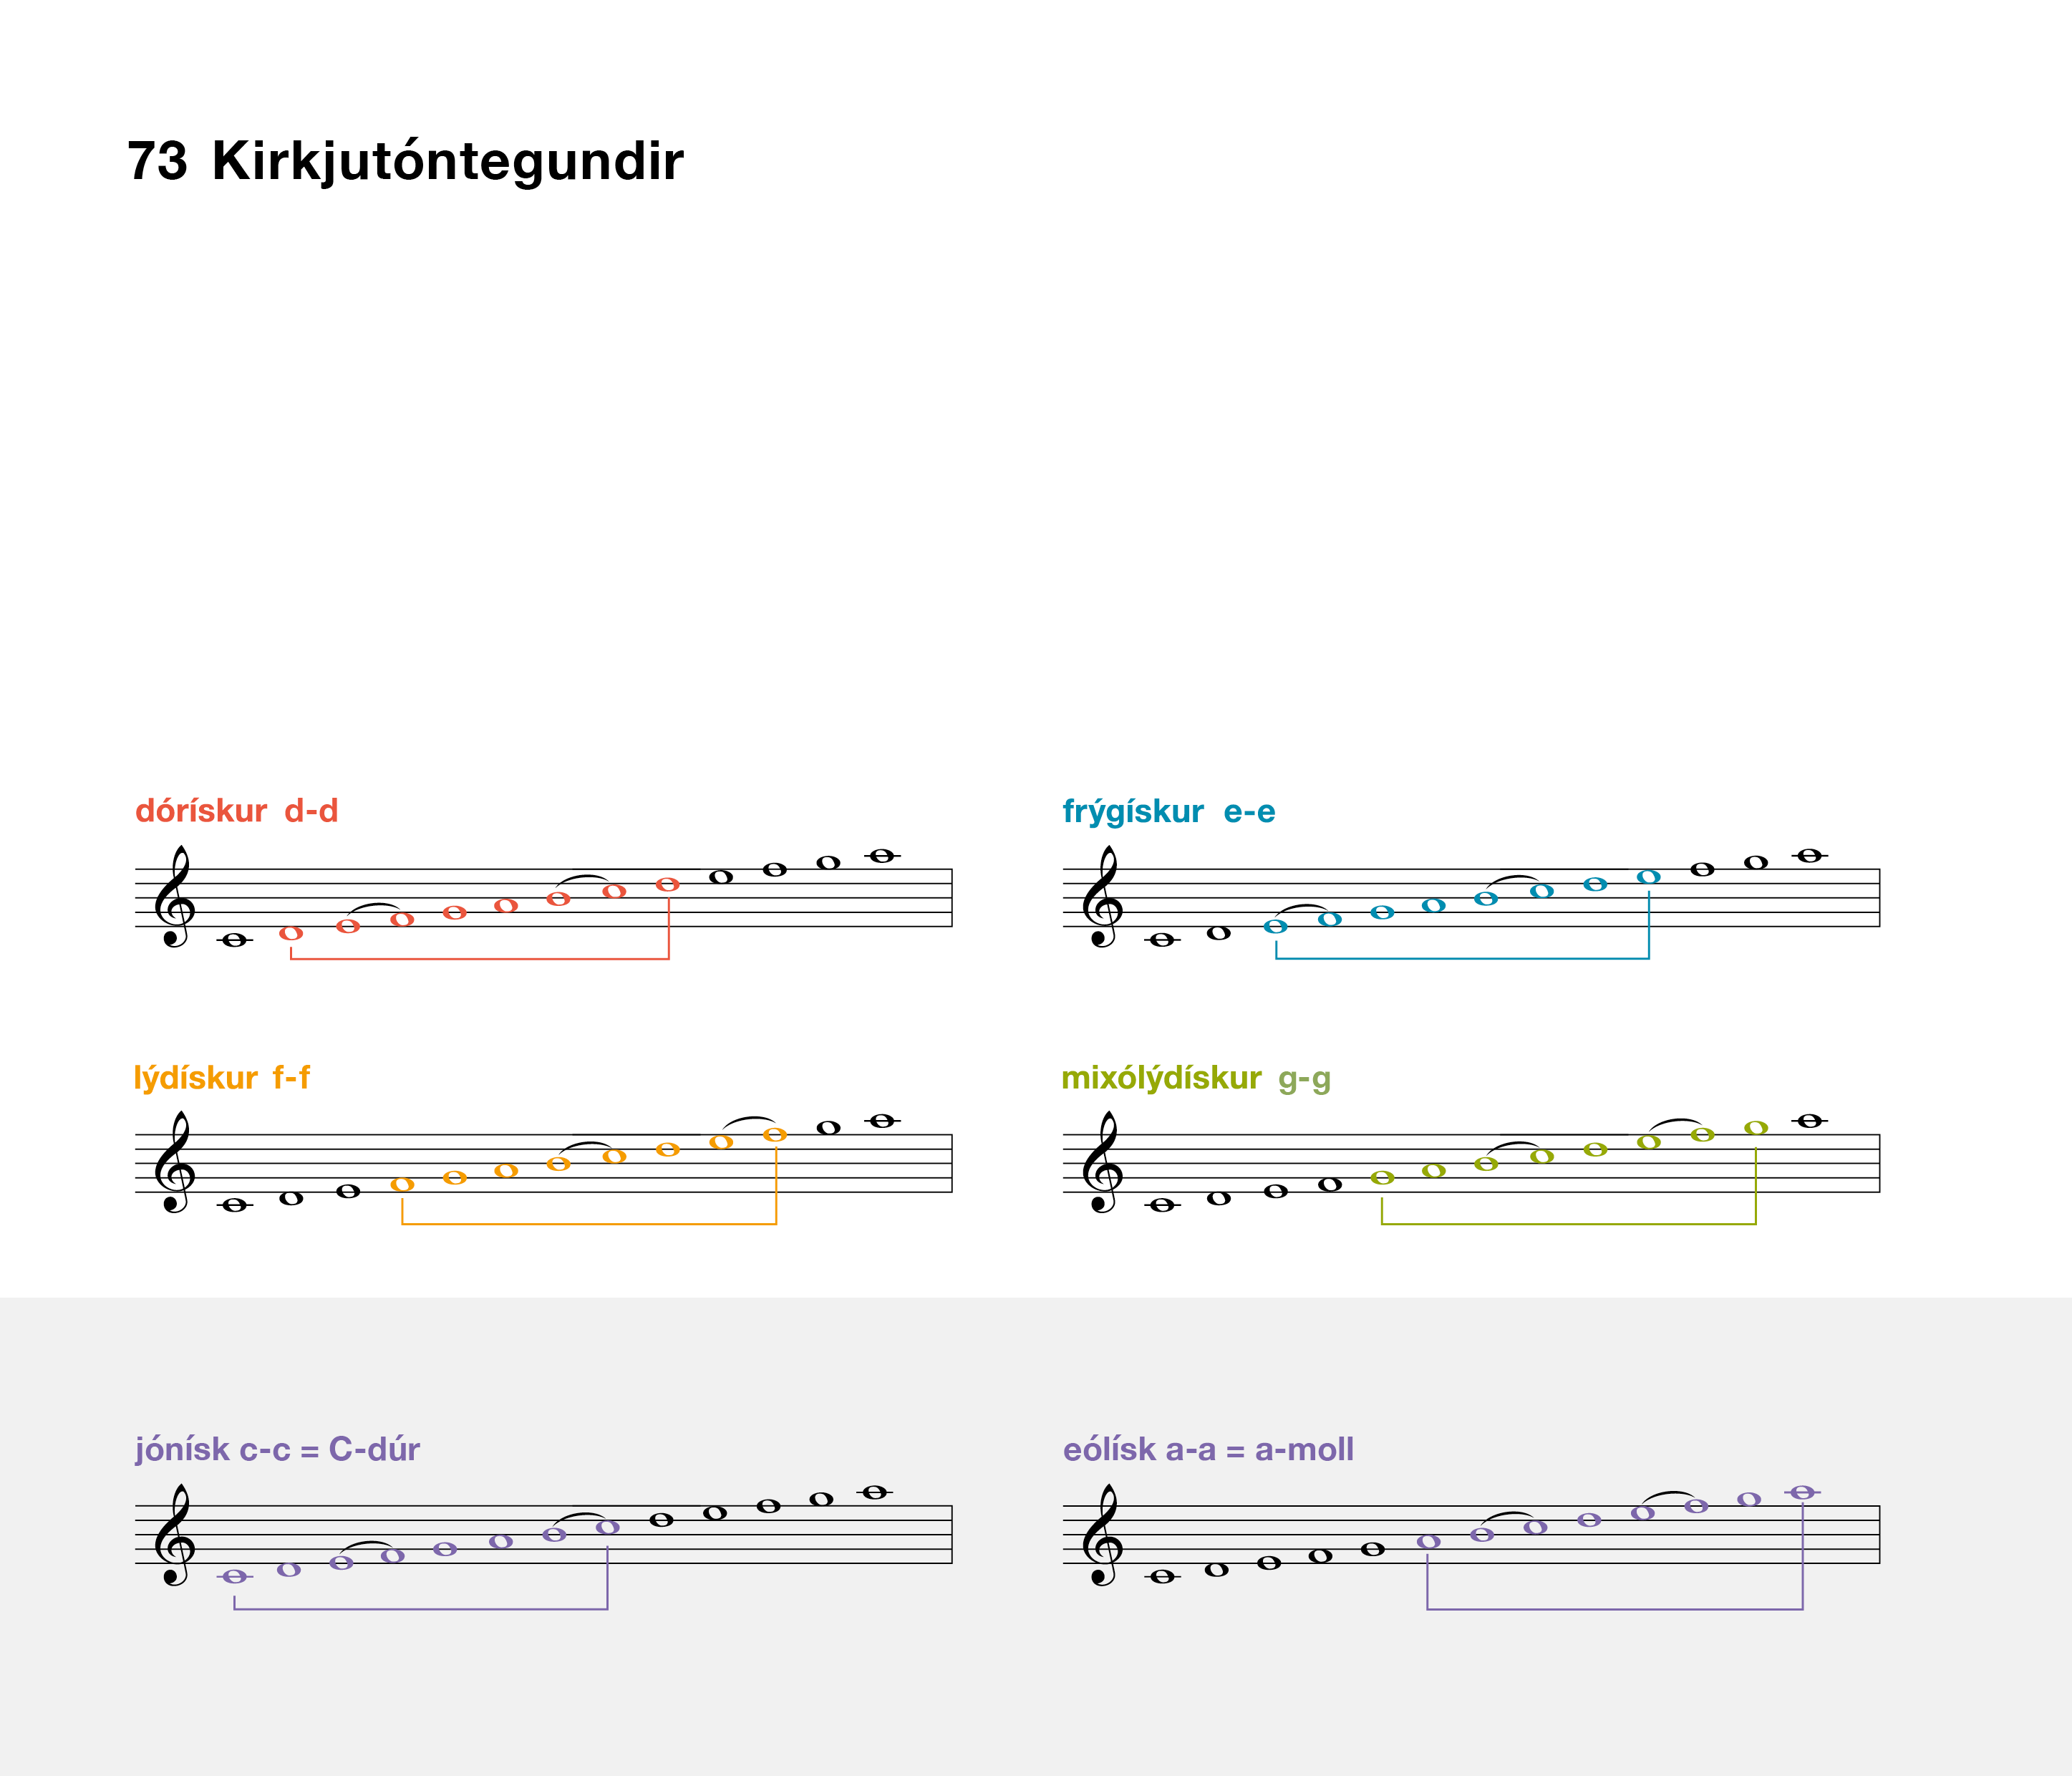 73 Kirkjutóntegundir
dórískur d-d
frýgískur e-e
lýdískur f-f
mixólýdískur g-g
jónísk c-c = C-dúr
eólísk a-a = a-moll